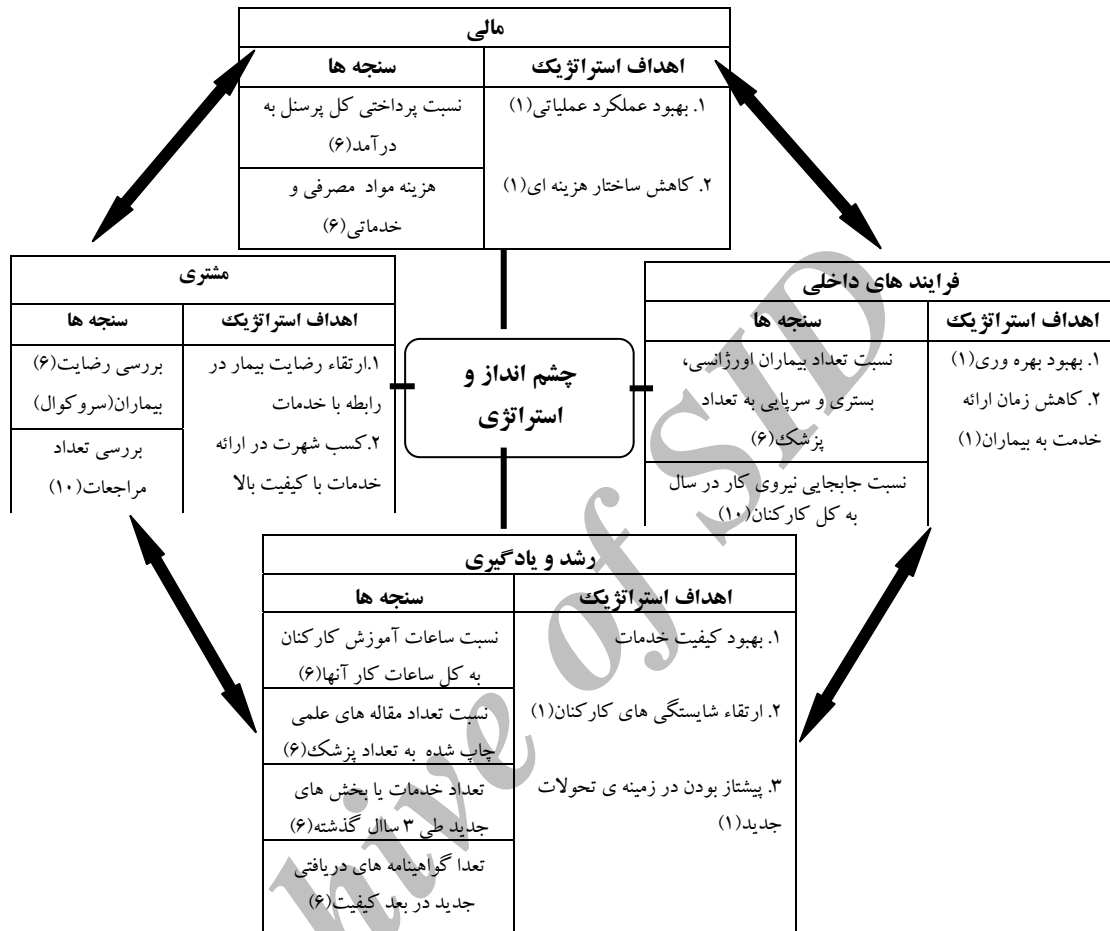 مالی
اهداف استراتژیک
سنجه ها
۱. بهبود عملکرد عملیاتی(۱)
۲. کاهش ساختار هزینه ای(۱)
نسبت پرداختی کل پرسنل به
درآمد(۶)
هزینه مواد مصرفی و
خدماتی(۶)
فرایند های داخلی
اهداف استراتژیک
سنجه ها
۱. بهبود بهره وری(۱)
۲. کاهش زمان ارائه
خدمت به بیماران(۱)
نسبت تعداد بیماران اورژانسی،
بستری و سرپایی به تعداد
پزشک(۶)
نسبت جابجایی نیروی کار در سال
به کل کارکنان(۱۰)
چشم انداز و
استراتژی
مشتری
اهداف استراتژیک
سنجه ها
۱.ارتقاء رضایت بیمار در
رابطه با خدمات
۲.کسب شهرت در ارائه
خدمات با کیفیت بالا
بررسی رضایت(۶)
بیماران(سروکوال)
بررسی تعداد
مراجعات(۱۰)
رشد و یادگیری
اهداف استراتژیک
سنجه ها
۱. بهبود کیفیت خدمات
۲. ارتقاء شایستگی های کارکنان(۱)
۳. پیشتاز بودن در زمینه ی تحولات
جدید(۱)
نسبت ساعات آموزش کارکنان
به کل ساعات کار آنها(۶)
نسبت تعداد مقاله های علمی
چاپ شده به تعداد پزشک(۶)
تعداد خدمات یا بخش های
جدید طی ۳ ساال گذشته(۶)
تعدا گواهینامه های دریافتی
جدید در بعد کیفیت(۶)
hive of SID